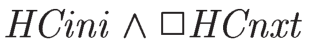 HCini ∧ □HCnxt